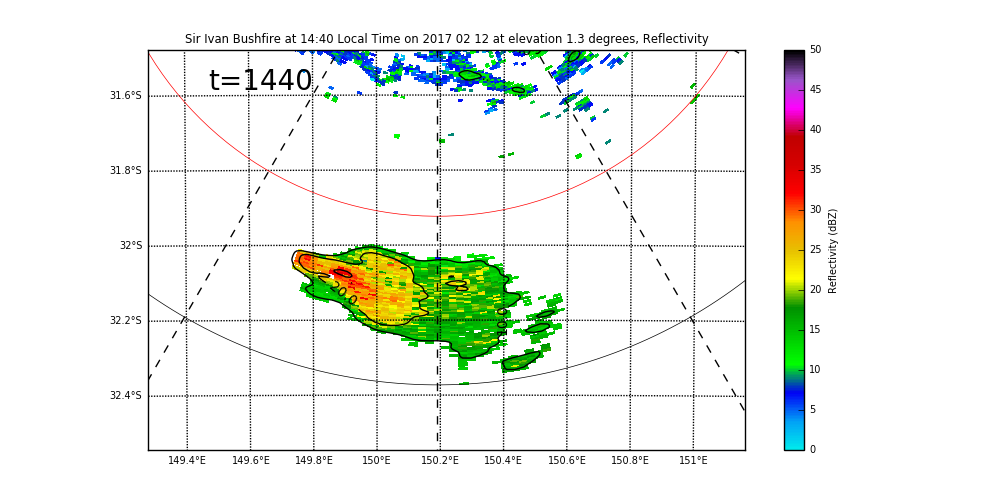 Sir Ivan Bushfire at 14:40 Local Time on 2017 02 12 at elevation 1.3 degrees, Reflectivity
t=1440
31.6°S
31.8°S
32°S
32.2°S
32.4°S
149.4°E 149.6°E 149.8°E 150°E 150.2°E 150.4°E 150.6°E 150.8°E 151°E
50
45
40
35
30
25
20
15
10
5
0
Reflectivity (dBZ)